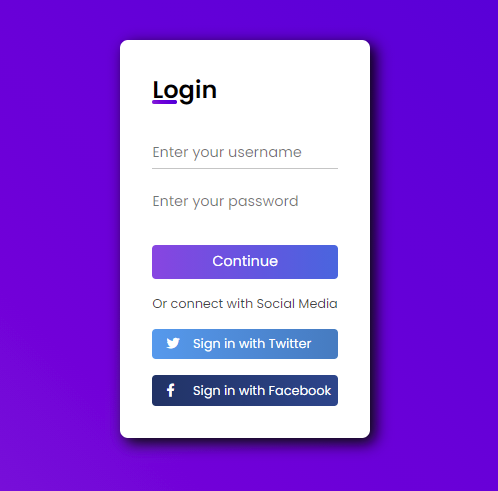 Login
Enter your username
Enter your password
Continue
Or connect with Social Media
Sign in with Twitter
Sign in with Facebook